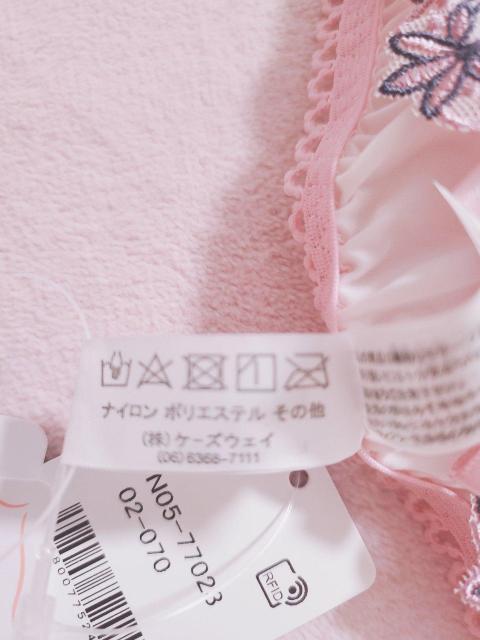 ナイロン ポリエステル その他
(株)ケーズウェイ
(06)6368-7111
N05-77023
02-070
RFID